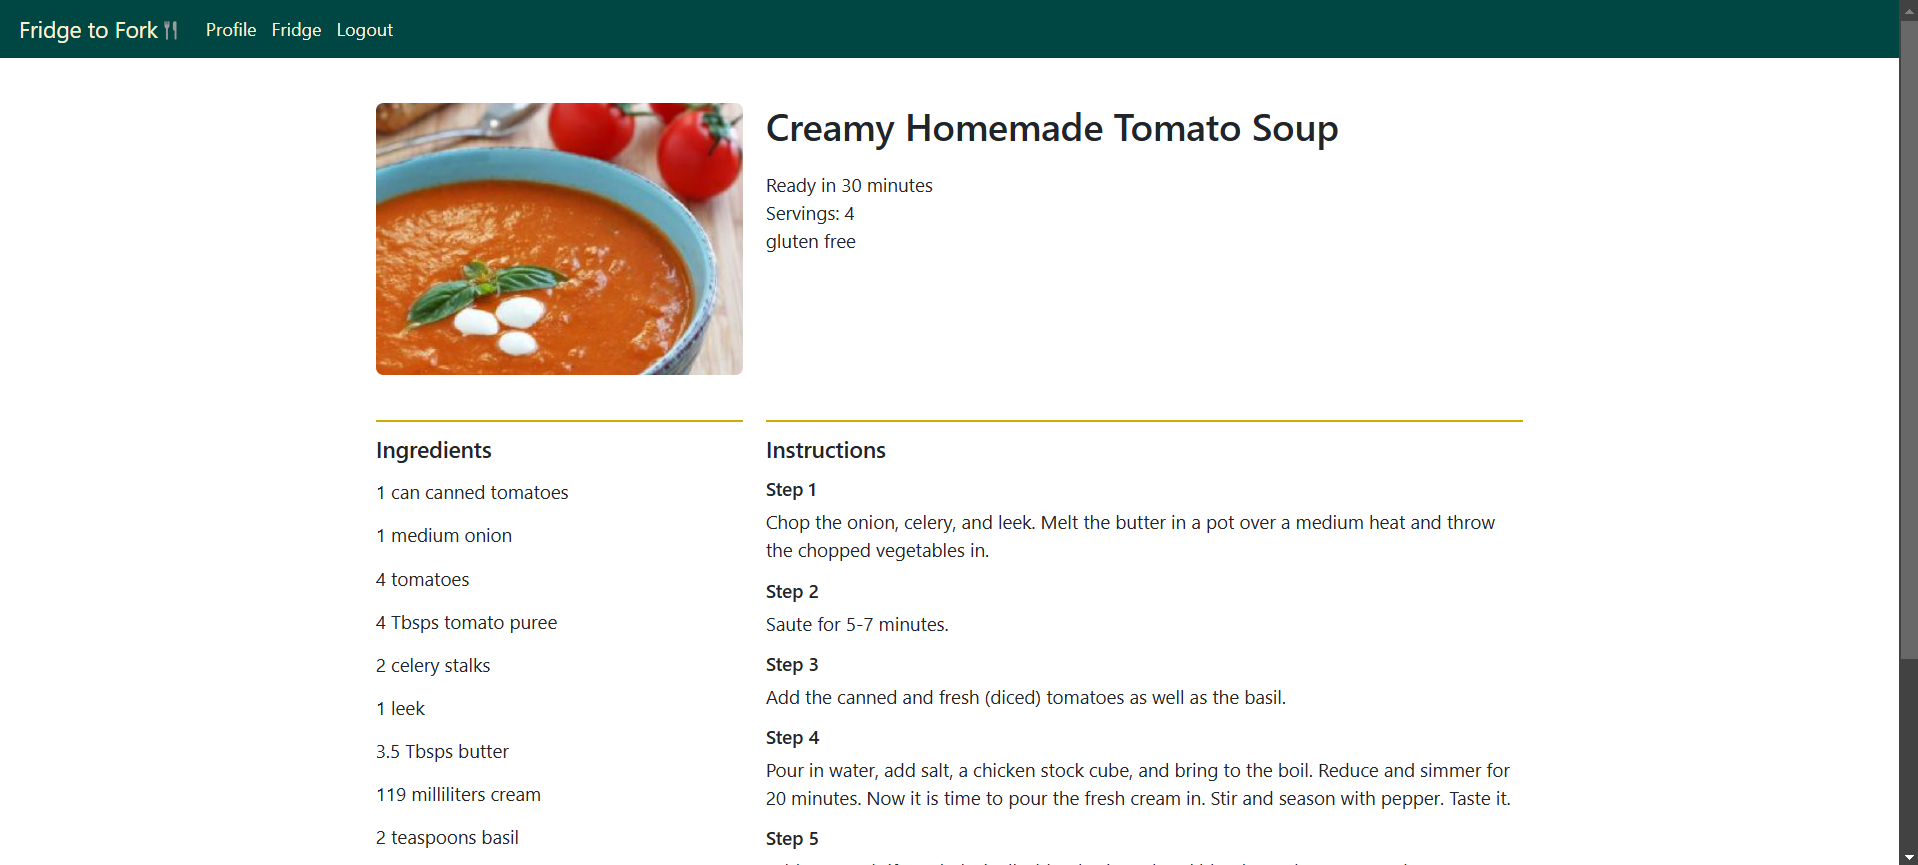 Fridge to Fork
Profile
Fridge
Logout
Creamy Homemade Tomato Soup
Ready in 30 minutes
Servings: 4
gluten free
Ingredients
1 can canned tomatoes
1 medium onion
4 tomatoes
4 Tbsps tomato puree
2 celery stalks
1 leek
3.5 Tbsps butter
119 milliliters cream
2 teaspoons basil
Instructions
Step 1
Chop the onion, celery, and leek. Melt the butter in a pot over a medium heat and throw
the chopped vegetables in.
Step 2
Saute for 5-7 minutes.
Step 3
Add the canned and fresh (diced) tomatoes as well as the basil.
Step 4
Pour in water, add salt, a chicken stock cube, and bring to the boil. Reduce and simmer for
20 minutes. Now it is time to pour the fresh cream in. Stir and season with pepper. Taste it.
Step 5